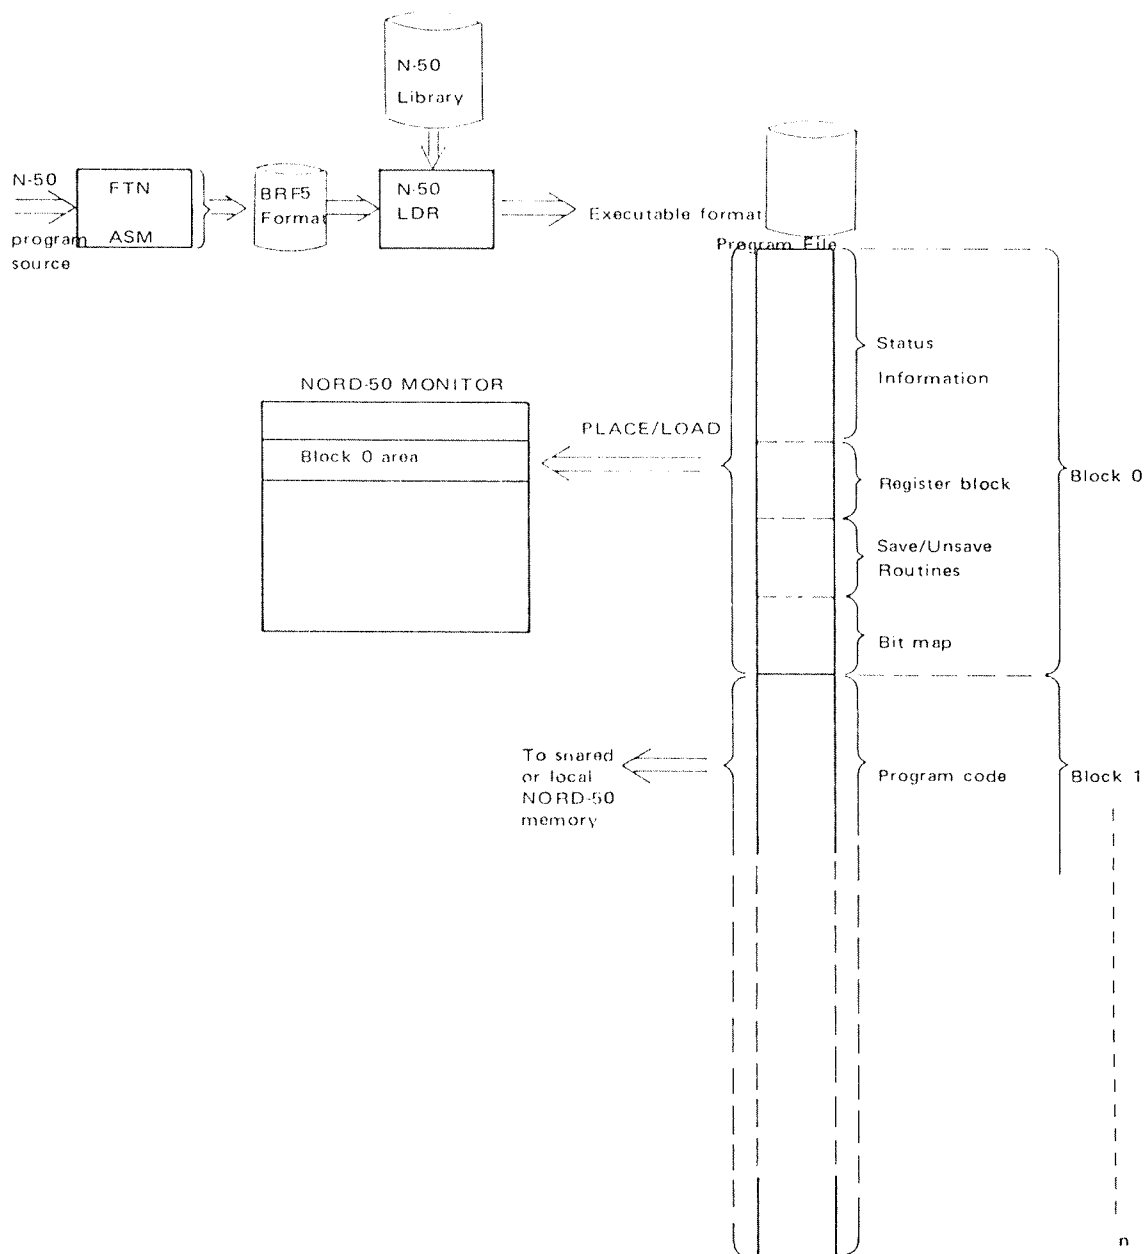 N-50
Library
N-50
program
source
FTN
ASM
BRF5
Format
N-50
LDR
Executable format
Program File
Status
Information
NORD-50 MONITOR
Block 0 area
PLACE/LOAD
Register block
Block 0
Save/Unsave
Routines
Bit map
To shared
or local
NORD-50
memory
Program code
Block 1
n